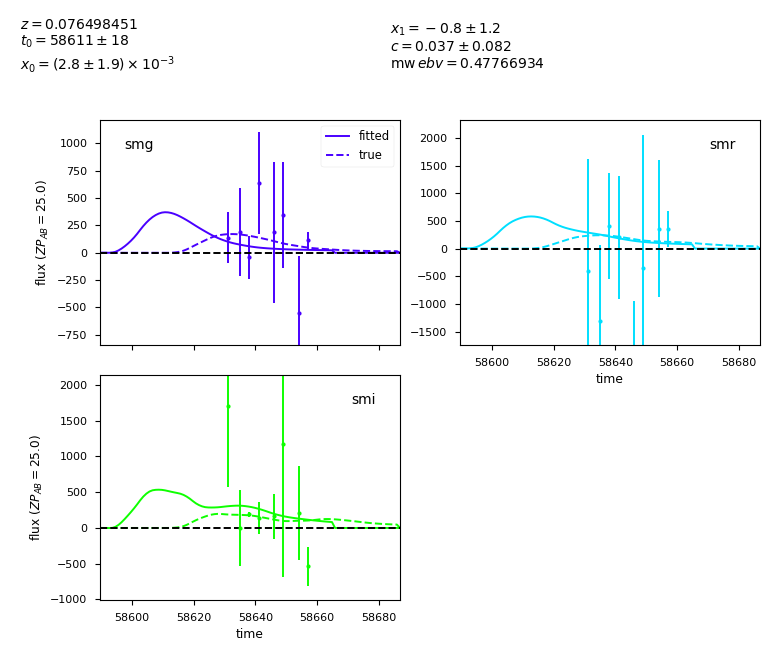 z = 0.076498451
t₀ = 58611 ± 18
x₀ = (2.8 ± 1.9) × 10⁻³
x₁ = −0.8 ± 1.2
c = 0.037 ± 0.082
mw ebv = 0.47766934
smg
fitted
true
1000
750
500
250
0
−250
−500
−750
flux (ZP_AB = 25.0)
smr
2000
1500
1000
500
0
−500
−1000
−1500
58600 58620 58640 58660 58680
time
smi
2000
1500
1000
500
0
−500
−1000
flux (ZP_AB = 25.0)
58600 58620 58640 58660 58680
time